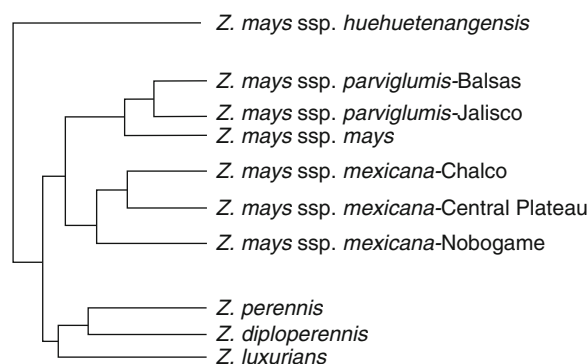 Z. mays ssp. huehuetenangensis
Z. mays ssp. parviglumis-Balsas
Z. mays ssp. parviglumis-Jalisco
Z. mays ssp. mays
Z. mays ssp. mexicana-Chalco
Z. mays ssp. mexicana-Central Plateau
Z. mays ssp. mexicana-Nobogame
Z. perennis
Z. diploperennis
Z. luxurians